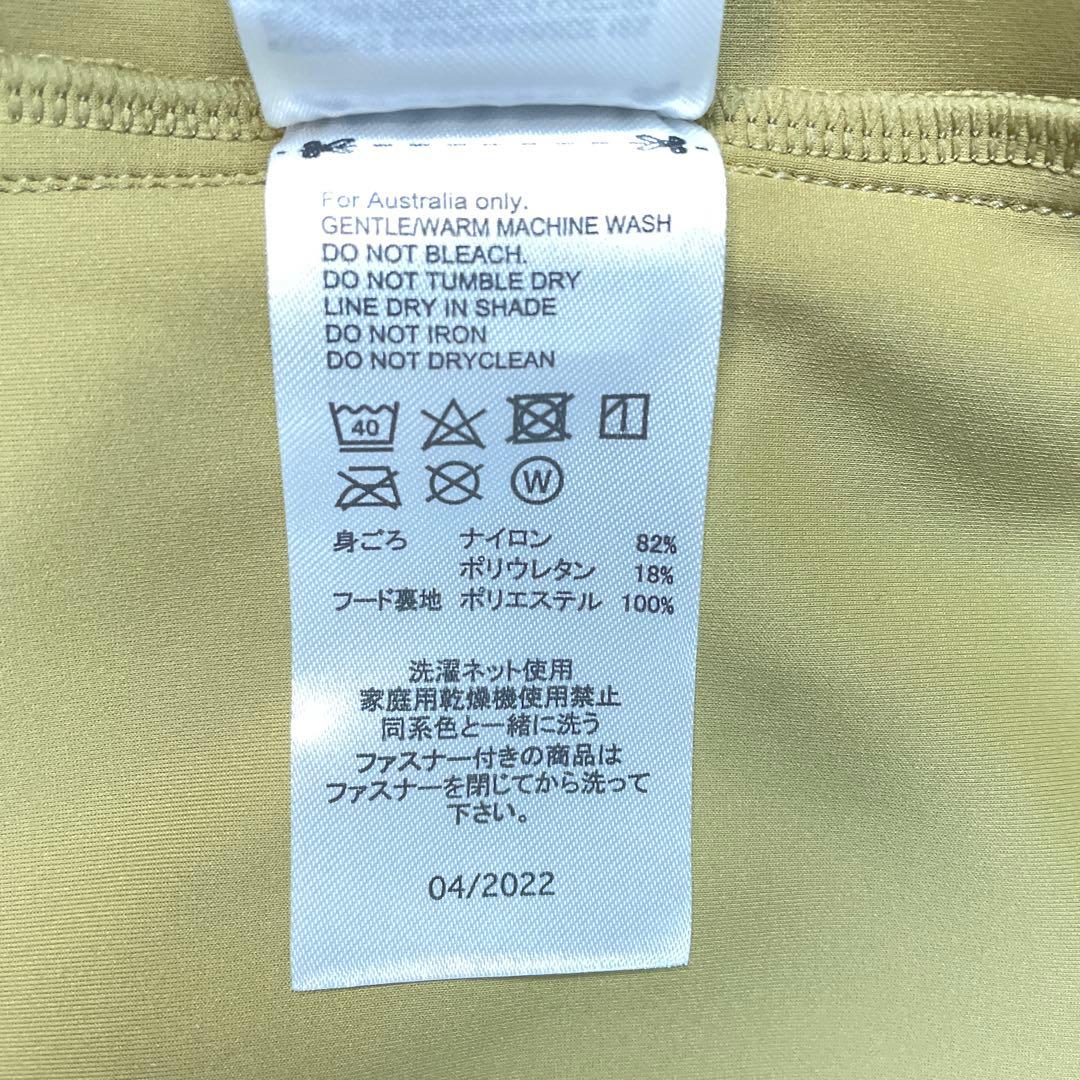 For Australia only.
GENTLE/WARM MACHINE WASH
DO NOT BLEACH.
DO NOT TUMBLE DRY
LINE DRY IN SHADE
DO NOT IRON
DO NOT DRYCLEAN
40
W
身ごろ ナイロン 82%
ポリウレタン 18%
フード裏地 ポリエステル 100%
洗濯ネット使用
家庭用乾燥機使用禁止
同系色と一緒に洗う
ファスナー付きの商品は
ファスナーを閉じてから洗って
下さい。
04/2022